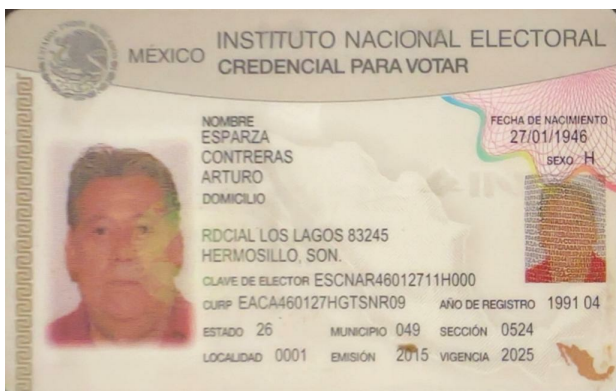 MÉXICO
INSTITUTO NACIONAL ELECTORAL
CREDENCIAL PARA VOTAR
NOMBRE
ESPARZA
CONTRERAS
ARTURO
FECHA DE NACIMIENTO
27/01/1946
SEXO H
DOMICILIO
RDCIAL LOS LAGOS 83245
HERMOSILLO, SON.
CLAVE DE ELECTOR ESCNAR46012711H000
CURP EACA460127HGTSNR09 AÑO DE REGISTRO 1991 04
ESTADO 26 MUNICIPIO 049 SECCIÓN 0524
LOCALIDAD 0001 EMISIÓN 2015 VIGENCIA 2025